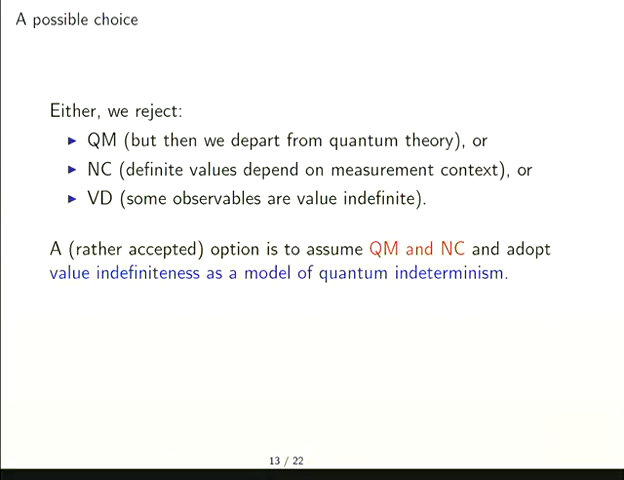 A possible choice
Either, we reject:
▶ QM (but then we depart from quantum theory), or
▶ NC (definite values depend on measurement context), or
▶ VD (some observables are value indefinite).
A (rather accepted) option is to assume QM and NC and adopt
value indefiniteness as a model of quantum indeterminism.
13 / 22